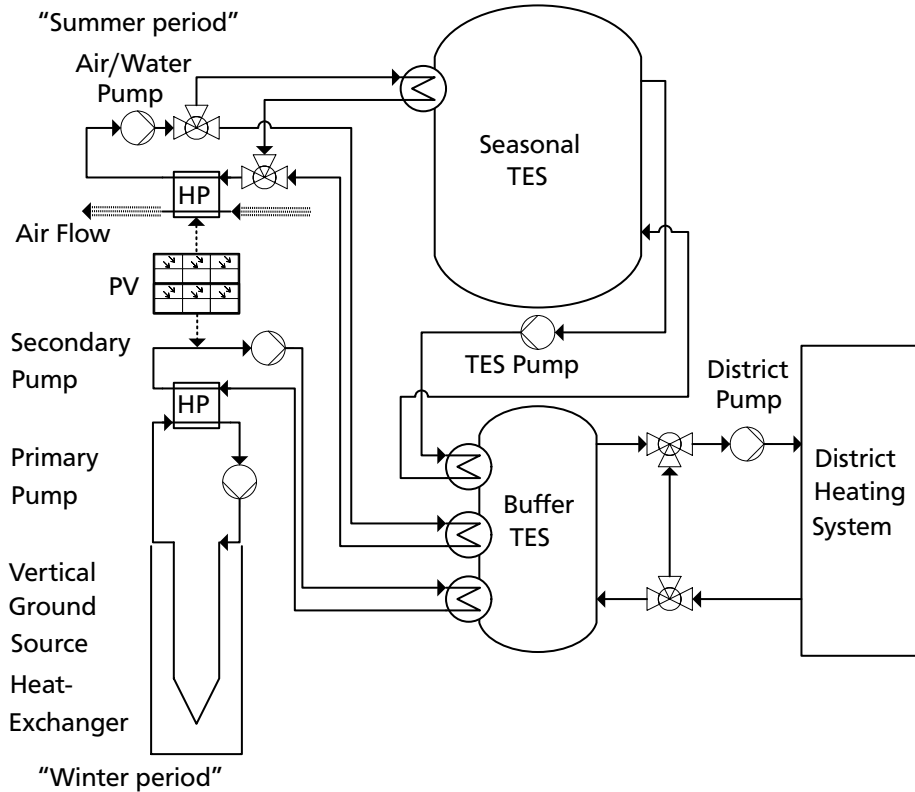 “Summer period”
Air/Water
Pump
Seasonal
TES
HP
Air Flow
PV
TES Pump
Secondary
Pump
HP
District
Pump
Primary
Pump
Buffer
TES
District
Heating
System
Vertical
Ground
Source
Heat-
Exchanger
“Winter period”